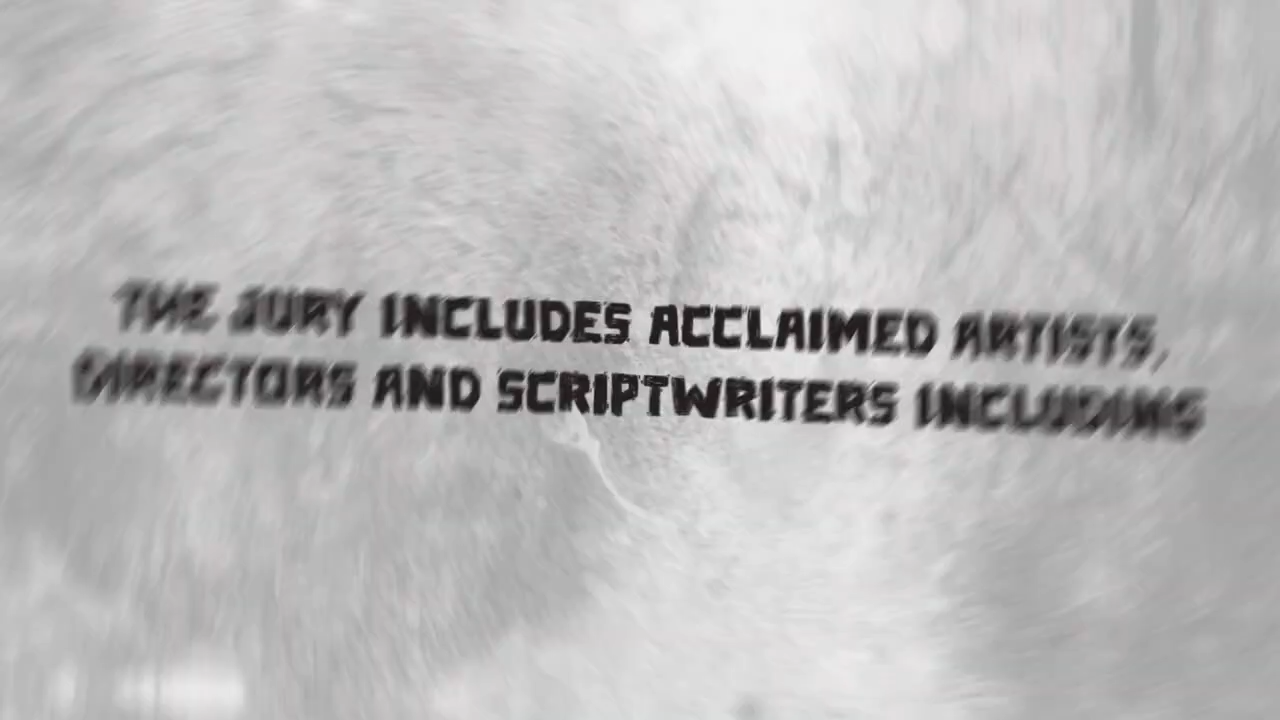 THE JURY INCLUDES ACCLAIMED ARTISTS,
DIRECTORS AND SCRIPTWRITERS INCLUDING